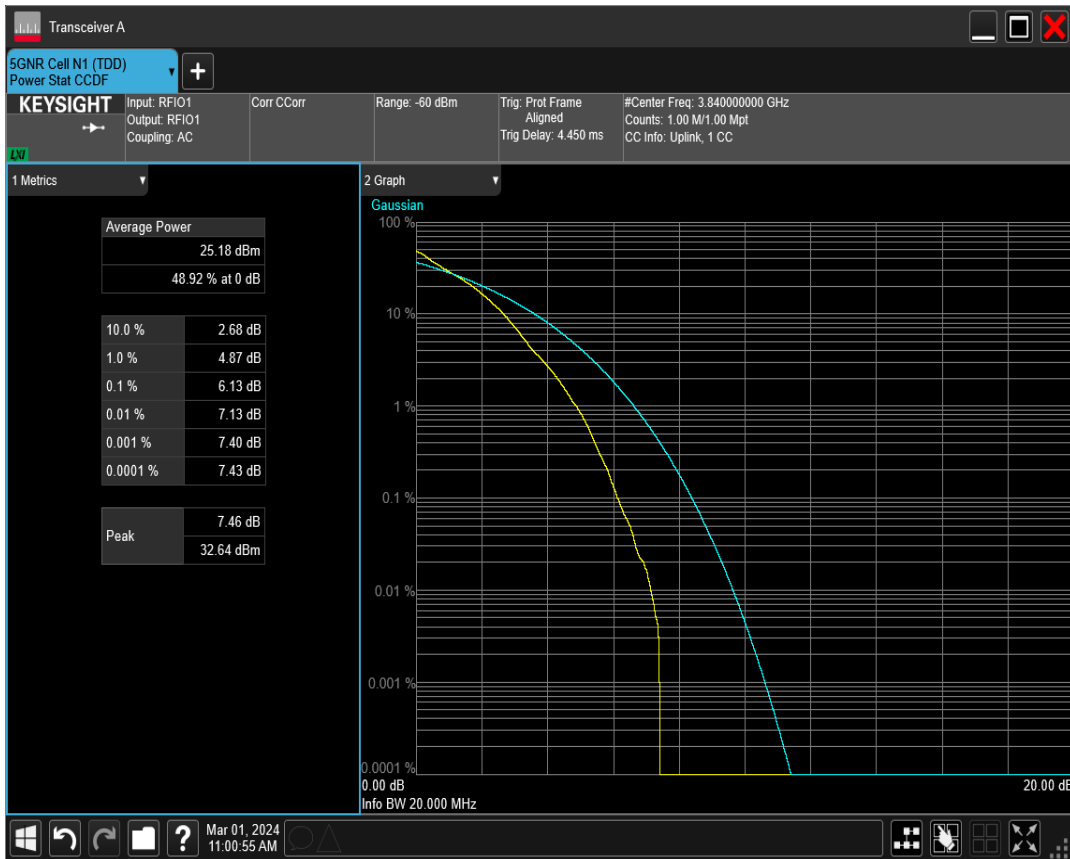 Transceiver A
5GNR Cell N1 (TDD)
Power Stat CCDF
+
KEYSIGHT
LXI
Input: RFIO1
Output: RFIO1
Coupling: AC
Corr CCorr
Range: -60 dBm
Trig: Prot Frame
Aligned
Trig Delay: 4.450 ms
#Center Freq: 3.840000000 GHz
Counts: 1.00 M/1.00 Mpt
CC Info: Uplink, 1 CC
1 Metrics
Average Power
25.18 dBm
48.92 % at 0 dB
10.0 % 2.68 dB
1.0 % 4.87 dB
0.1 % 6.13 dB
0.01 % 7.13 dB
0.001 % 7.40 dB
0.0001 % 7.43 dB
Peak
7.46 dB
32.64 dBm
2 Graph
Gaussian
100 %
10 %
1 %
0.1 %
0.01 %
0.001 %
0.0001 %
0.00 dB 20.00 dB
Info BW 20.000 MHz
?
Mar 01, 2024
11:00:55 AM